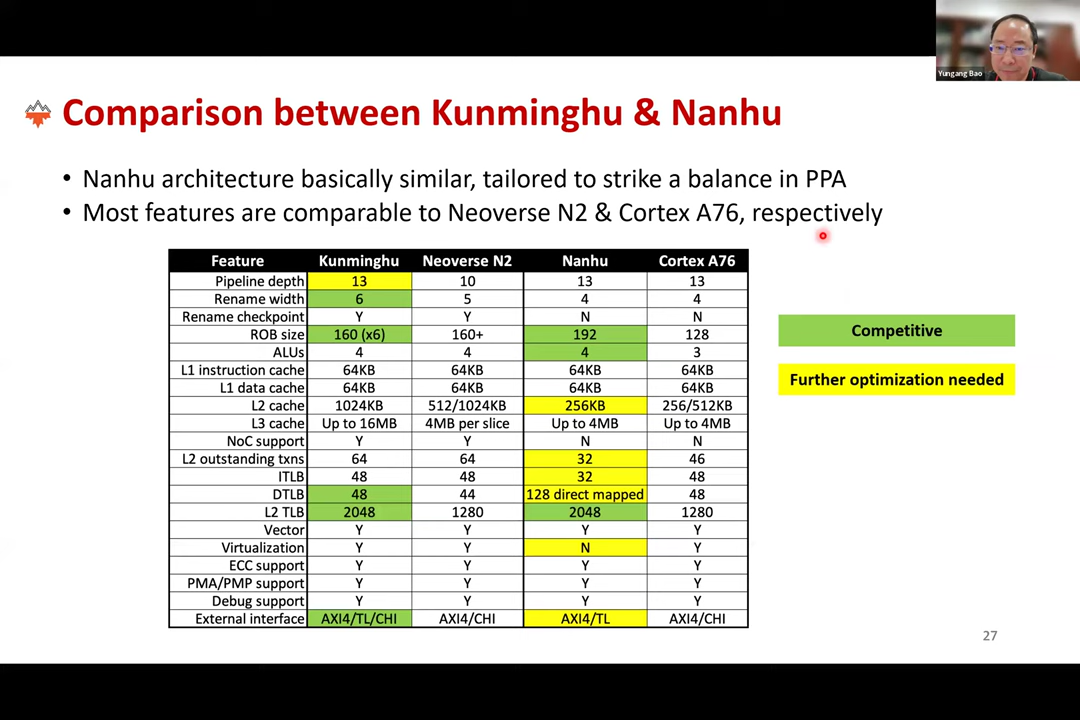 Yungang Bao
Comparison between Kunminghu & Nanhu
• Nanhu architecture basically similar, tailored to strike a balance in PPA
• Most features are comparable to Neoverse N2 & Cortex A76, respectively
Feature Kunminghu Neoverse N2 Nanhu Cortex A76
Pipeline depth 13 10 13 13
Rename width 6 5 4 4
Rename checkpoint Y Y N N
ROB size 160 (x6) 160+ 192 128
ALUs 4 4 4 3
L1 instruction cache 64KB 64KB 64KB 64KB
L1 data cache 64KB 64KB 64KB 64KB
L2 cache 1024KB 512/1024KB 256KB 256/512KB
L3 cache Up to 16MB 4MB per slice Up to 4MB Up to 4MB
NoC support Y Y N N
L2 outstanding txns 64 64 32 46
ITLB 48 48 32 48
DTLB 48 44 128 direct mapped 48
L2 TLB 2048 1280 2048 1280
Vector Y Y Y Y
Virtualization Y Y N Y
ECC support Y Y Y Y
PMA/PMP support Y Y Y Y
Debug support Y Y Y Y
External interface AXI4/TL/CHI AXI4/CHI AXI4/TL AXI4/CHI
Competitive
Further optimization needed
27